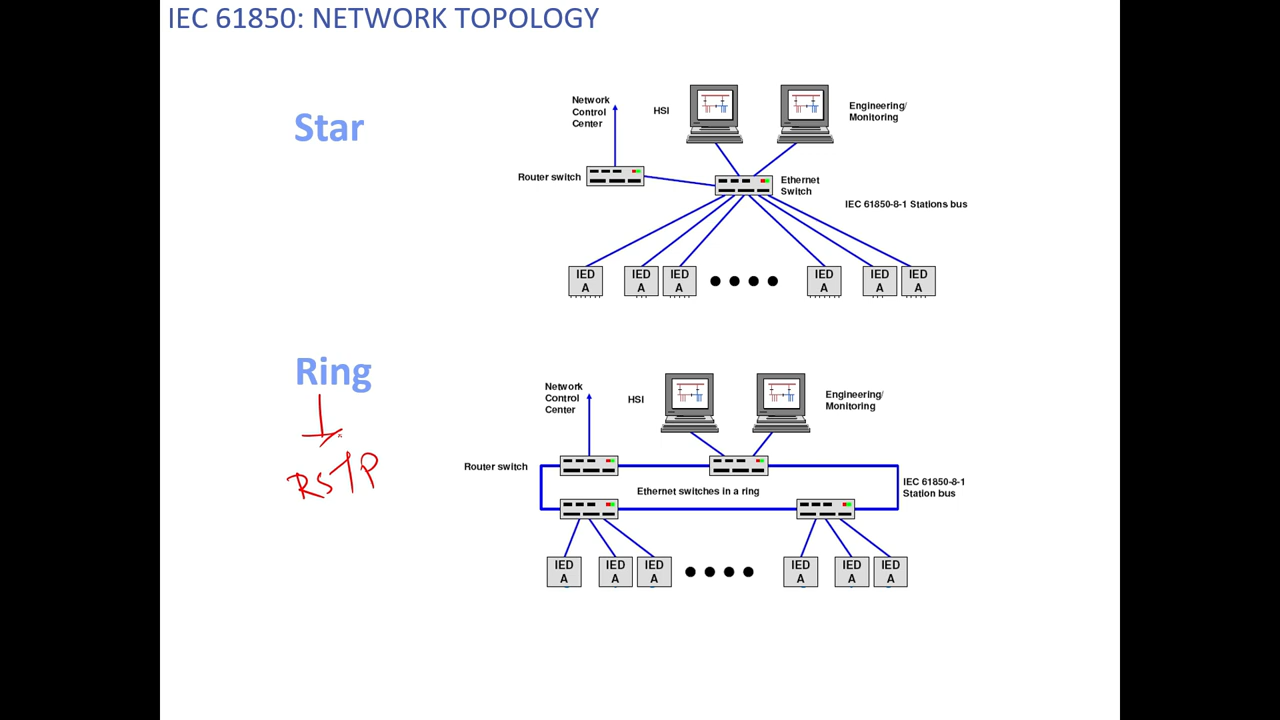 IEC 61850: NETWORK TOPOLOGY
Star
Network
Control
Center
HSI
Engineering/
Monitoring
Router switch
Ethernet
Switch
IEC 61850-8-1 Stations bus
IED
A
IED
A
IED
A
IED
A
IED
A
IED
A
Ring
RSTP
Network
Control
Center
HSI
Engineering/
Monitoring
Router switch
Ethernet switches in a ring
IEC 61850-8-1
Station bus
IED
A
IED
A
IED
A
IED
A
IED
A
IED
A